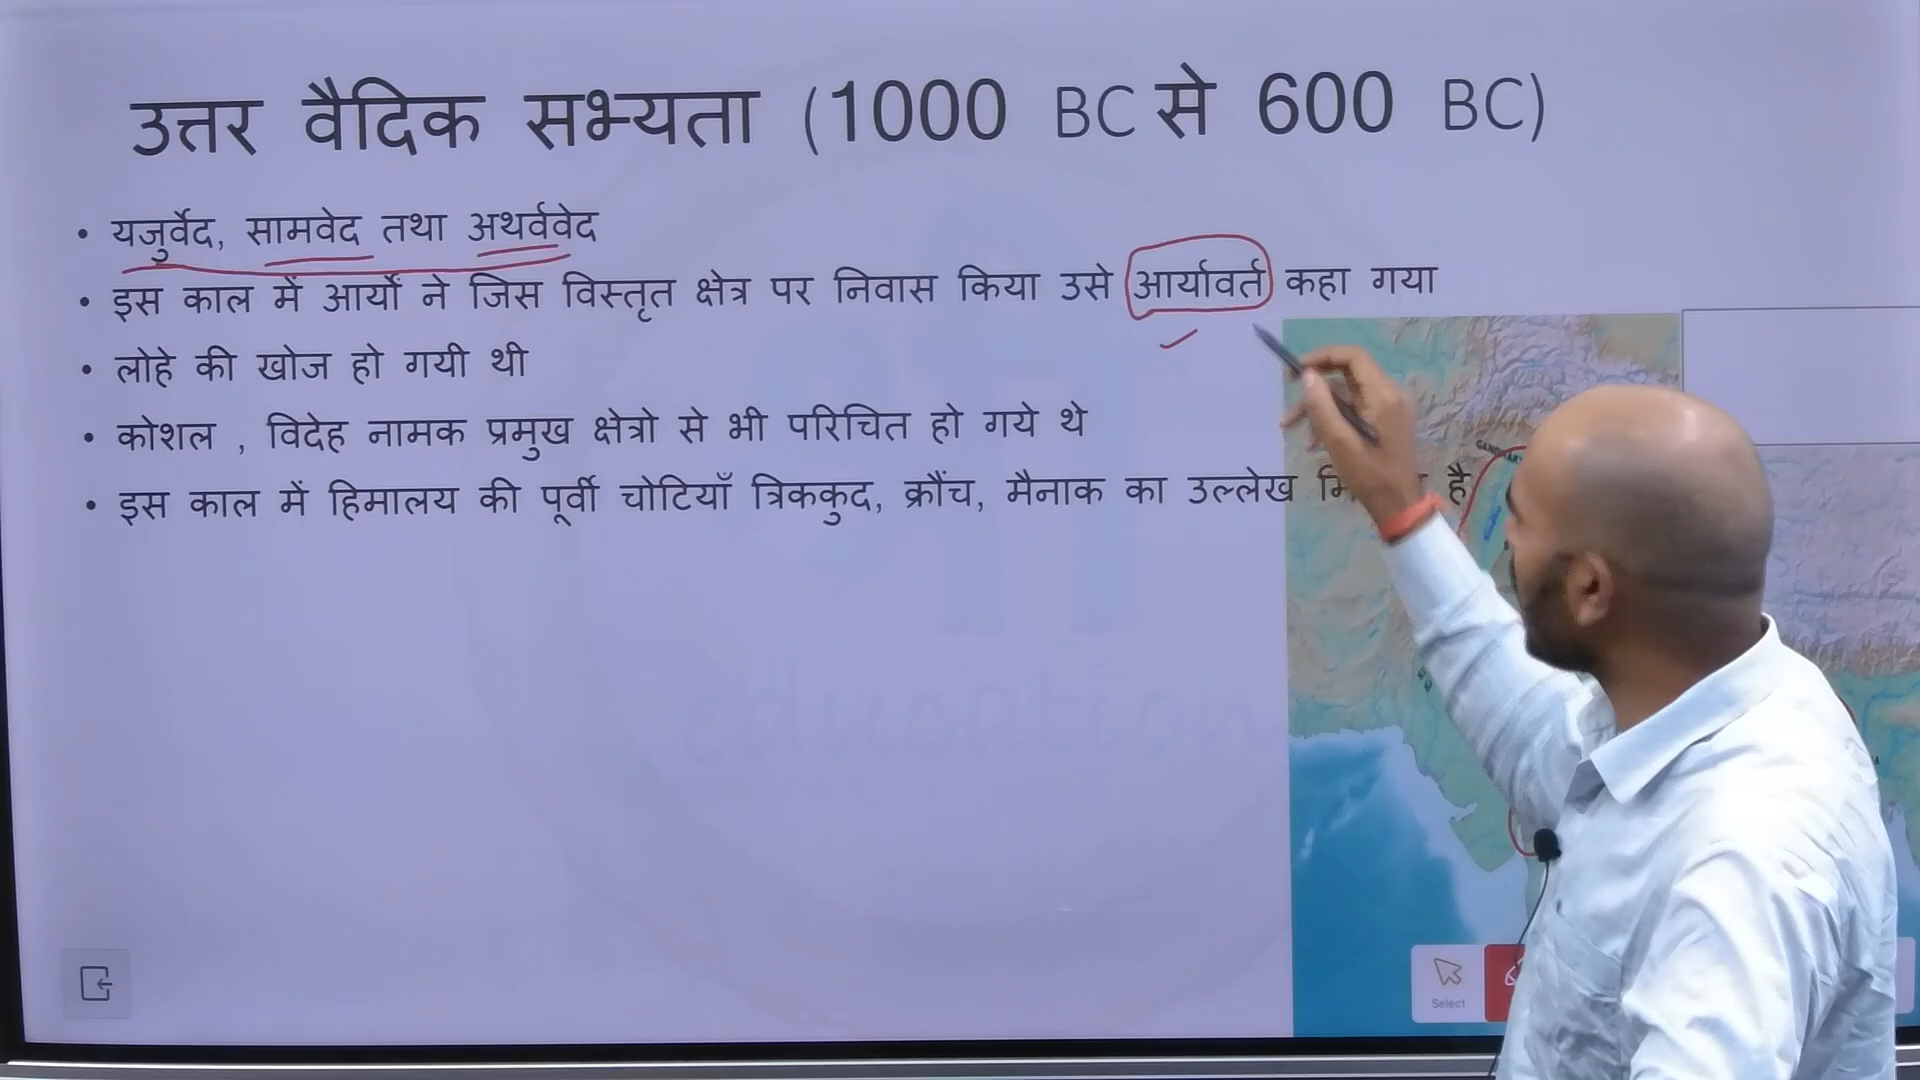 उत्तर वैदिक सभ्यता (1000 BC से 600 BC)
• यजुर्वेद, सामवेद तथा अथर्ववेद
• इस काल में आर्यों ने जिस विस्तृत क्षेत्र पर निवास किया उसे आर्यावर्त कहा गया
• लोहे की खोज हो गयी थी
• कोशल , विदेह नामक प्रमुख क्षेत्रो से भी परिचित हो गये थे
• इस काल में हिमालय की पूर्वी चोटियाँ त्रिककुद, क्रौंच, मैनाक का उल्लेख है
education
Select